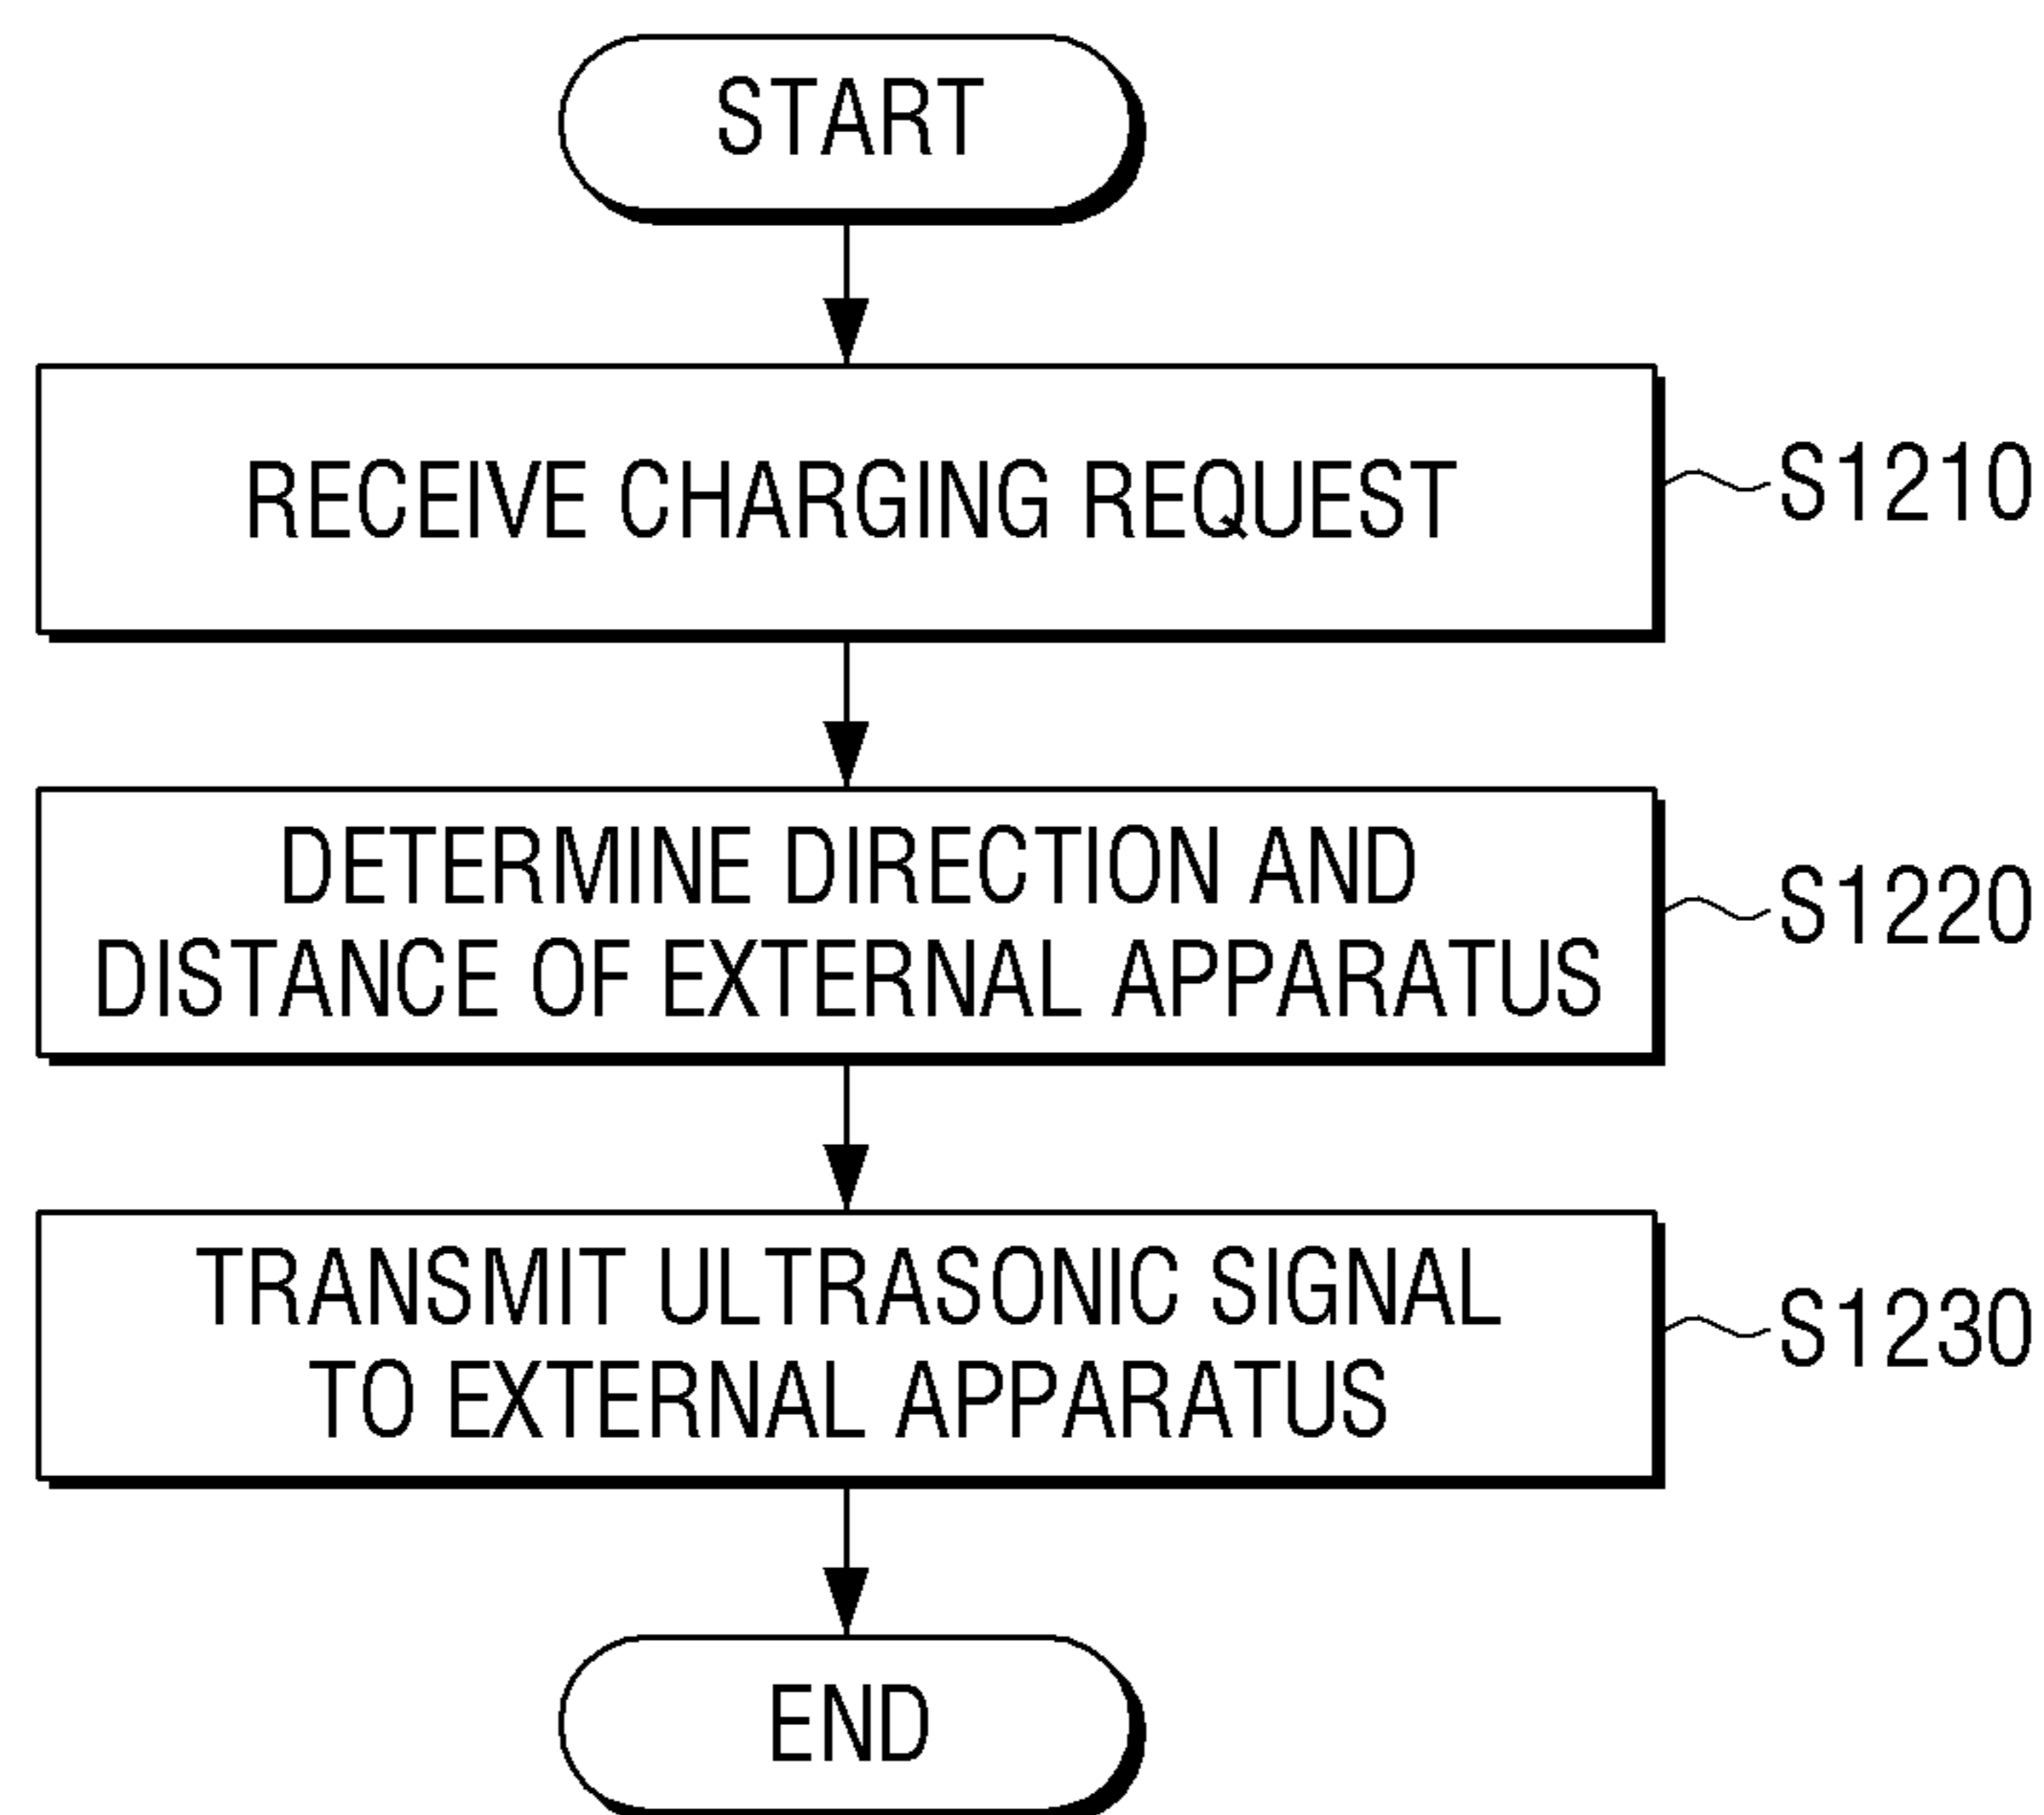 START
RECEIVE CHARGING REQUEST
S1210
DETERMINE DIRECTION AND
DISTANCE OF EXTERNAL APPARATUS
S1220
TRANSMIT ULTRASONIC SIGNAL
TO EXTERNAL APPARATUS
S1230
END